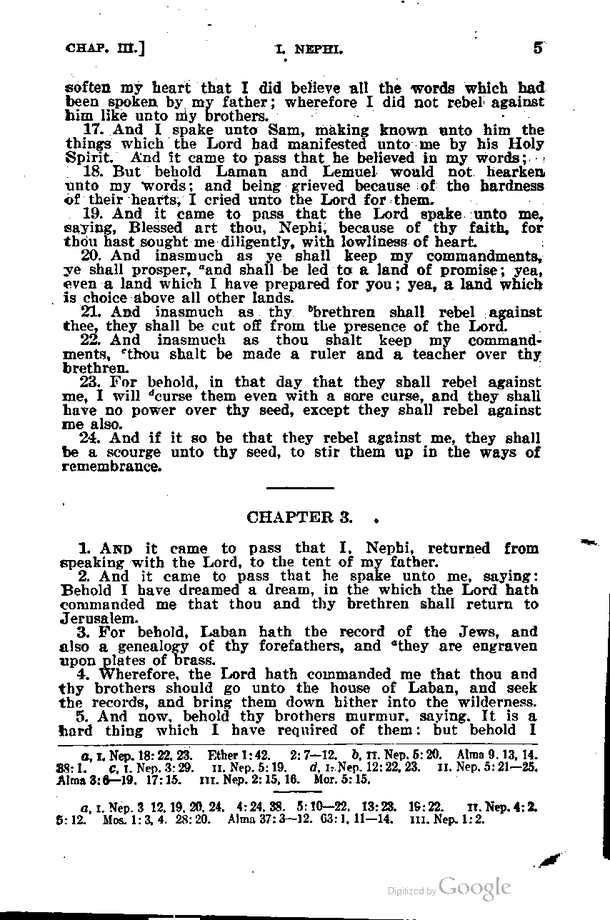 CHAP. III.] I. NEPHI. 5
soften my heart that I did believe all the words which had
been spoken by my father; wherefore I did not rebel against
him like unto my brothers.
17. And I spake unto Sam, making known unto him the
things which the Lord had manifested unto me by his Holy
Spirit. And it came to pass that he believed in my words;
18. But behold Laman and Lemuel would not hearken
unto my words; and being grieved because of the hardness
of their hearts, I cried unto the Lord for them.
19. And it came to pass that the Lord spake unto me,
saying, Blessed art thou, Nephi, because of thy faith, for
thou hast sought me diligently, with lowliness of heart.
20. And inasmuch as ye shall keep my commandments,
ye shall prosper, ᵃand shall be led to a land of promise; yea,
even a land which I have prepared for you; yea, a land which
is choice above all other lands.
21. And inasmuch as thy ᵇbrethren shall rebel against
thee, they shall be cut off from the presence of the Lord.
22. And inasmuch as thou shalt keep my command-
ments, ᶜthou shalt be made a ruler and a teacher over thy
brethren.
23. For behold, in that day that they shall rebel against
me, I will ᵈcurse them even with a sore curse, and they shall
have no power over thy seed, except they shall rebel against
me also.
24. And if it so be that they rebel against me, they shall
be a scourge unto thy seed, to stir them up in the ways of
remembrance.
CHAPTER 3.
1. AND it came to pass that I, Nephi, returned from
speaking with the Lord, to the tent of my father.
2. And it came to pass that he spake unto me, saying:
Behold I have dreamed a dream, in the which the Lord hath
commanded me that thou and thy brethren shall return to
Jerusalem.
3. For behold, Laban hath the record of the Jews, and
also a genealogy of thy forefathers, and ᵃthey are engraven
upon plates of brass.
4. Wherefore, the Lord hath commanded me that thou and
thy brothers should go unto the house of Laban, and seek
the records, and bring them down hither into the wilderness.
5. And now, behold thy brothers murmur, saying. It is a
hard thing which I have required of them: but behold I
a, I. Nep. 18: 22, 23. Ether 1: 42. 2: 7–12. b, II. Nep. 5: 20. Alma 9. 13, 14.
38: 1. c, I. Nep. 3: 29. II. Nep. 5: 19. d, I. Nep. 12: 22, 23. II. Nep. 5: 21–25.
Alma 3: 6–19. 17: 15. III. Nep. 2: 15, 16. Mor. 5: 15.
a, I. Nep. 3 12, 19, 20, 24. 4: 24, 38. 5: 10–22. 13: 23. 19: 22. II. Nep. 4: 2.
5: 12. Mos. 1: 3, 4. 28: 20. Alma 37: 3–12. 63: 1, 11–14. III. Nep. 1: 2.
Digitized by Google